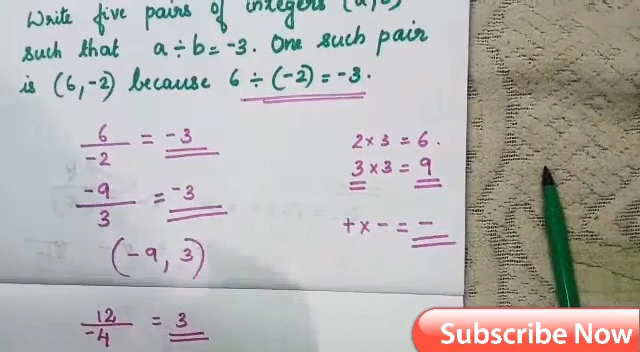 Write five pairs of integers (a, b)
such that a ÷ b = -3. One such pair
is (6, -2) because 6 ÷ (-2) = -3.
6/-2 = -3
-9/3 = -3
(-9, 3)
12/-4 = 3
2 × 3 = 6.
3 × 3 = 9
+ × - = -
Subscribe Now